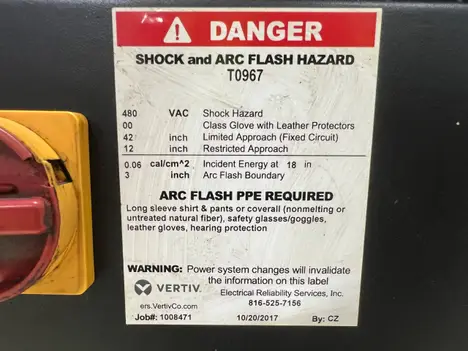 DANGER
SHOCK and ARC FLASH HAZARD
T0967
480 VAC Shock Hazard
00 Class Glove with Leather Protectors
42 inch Limited Approach (Fixed Circuit)
12 inch Restricted Approach
0.06 cal/cm^2 Incident Energy at 18 in
3 inch Arc Flash Boundary
ARC FLASH PPE REQUIRED
Long sleeve shirt & pants or coverall (nonmelting or
untreated natural fiber), safety glasses/goggles,
leather gloves, hearing protection
WARNING: Power system changes will invalidate
the information on this label
VERTIV. Electrical Reliability Services, Inc.
ers.VertivCo.com 816-525-7156
Job#: 1008471 10/20/2017 By: CZ